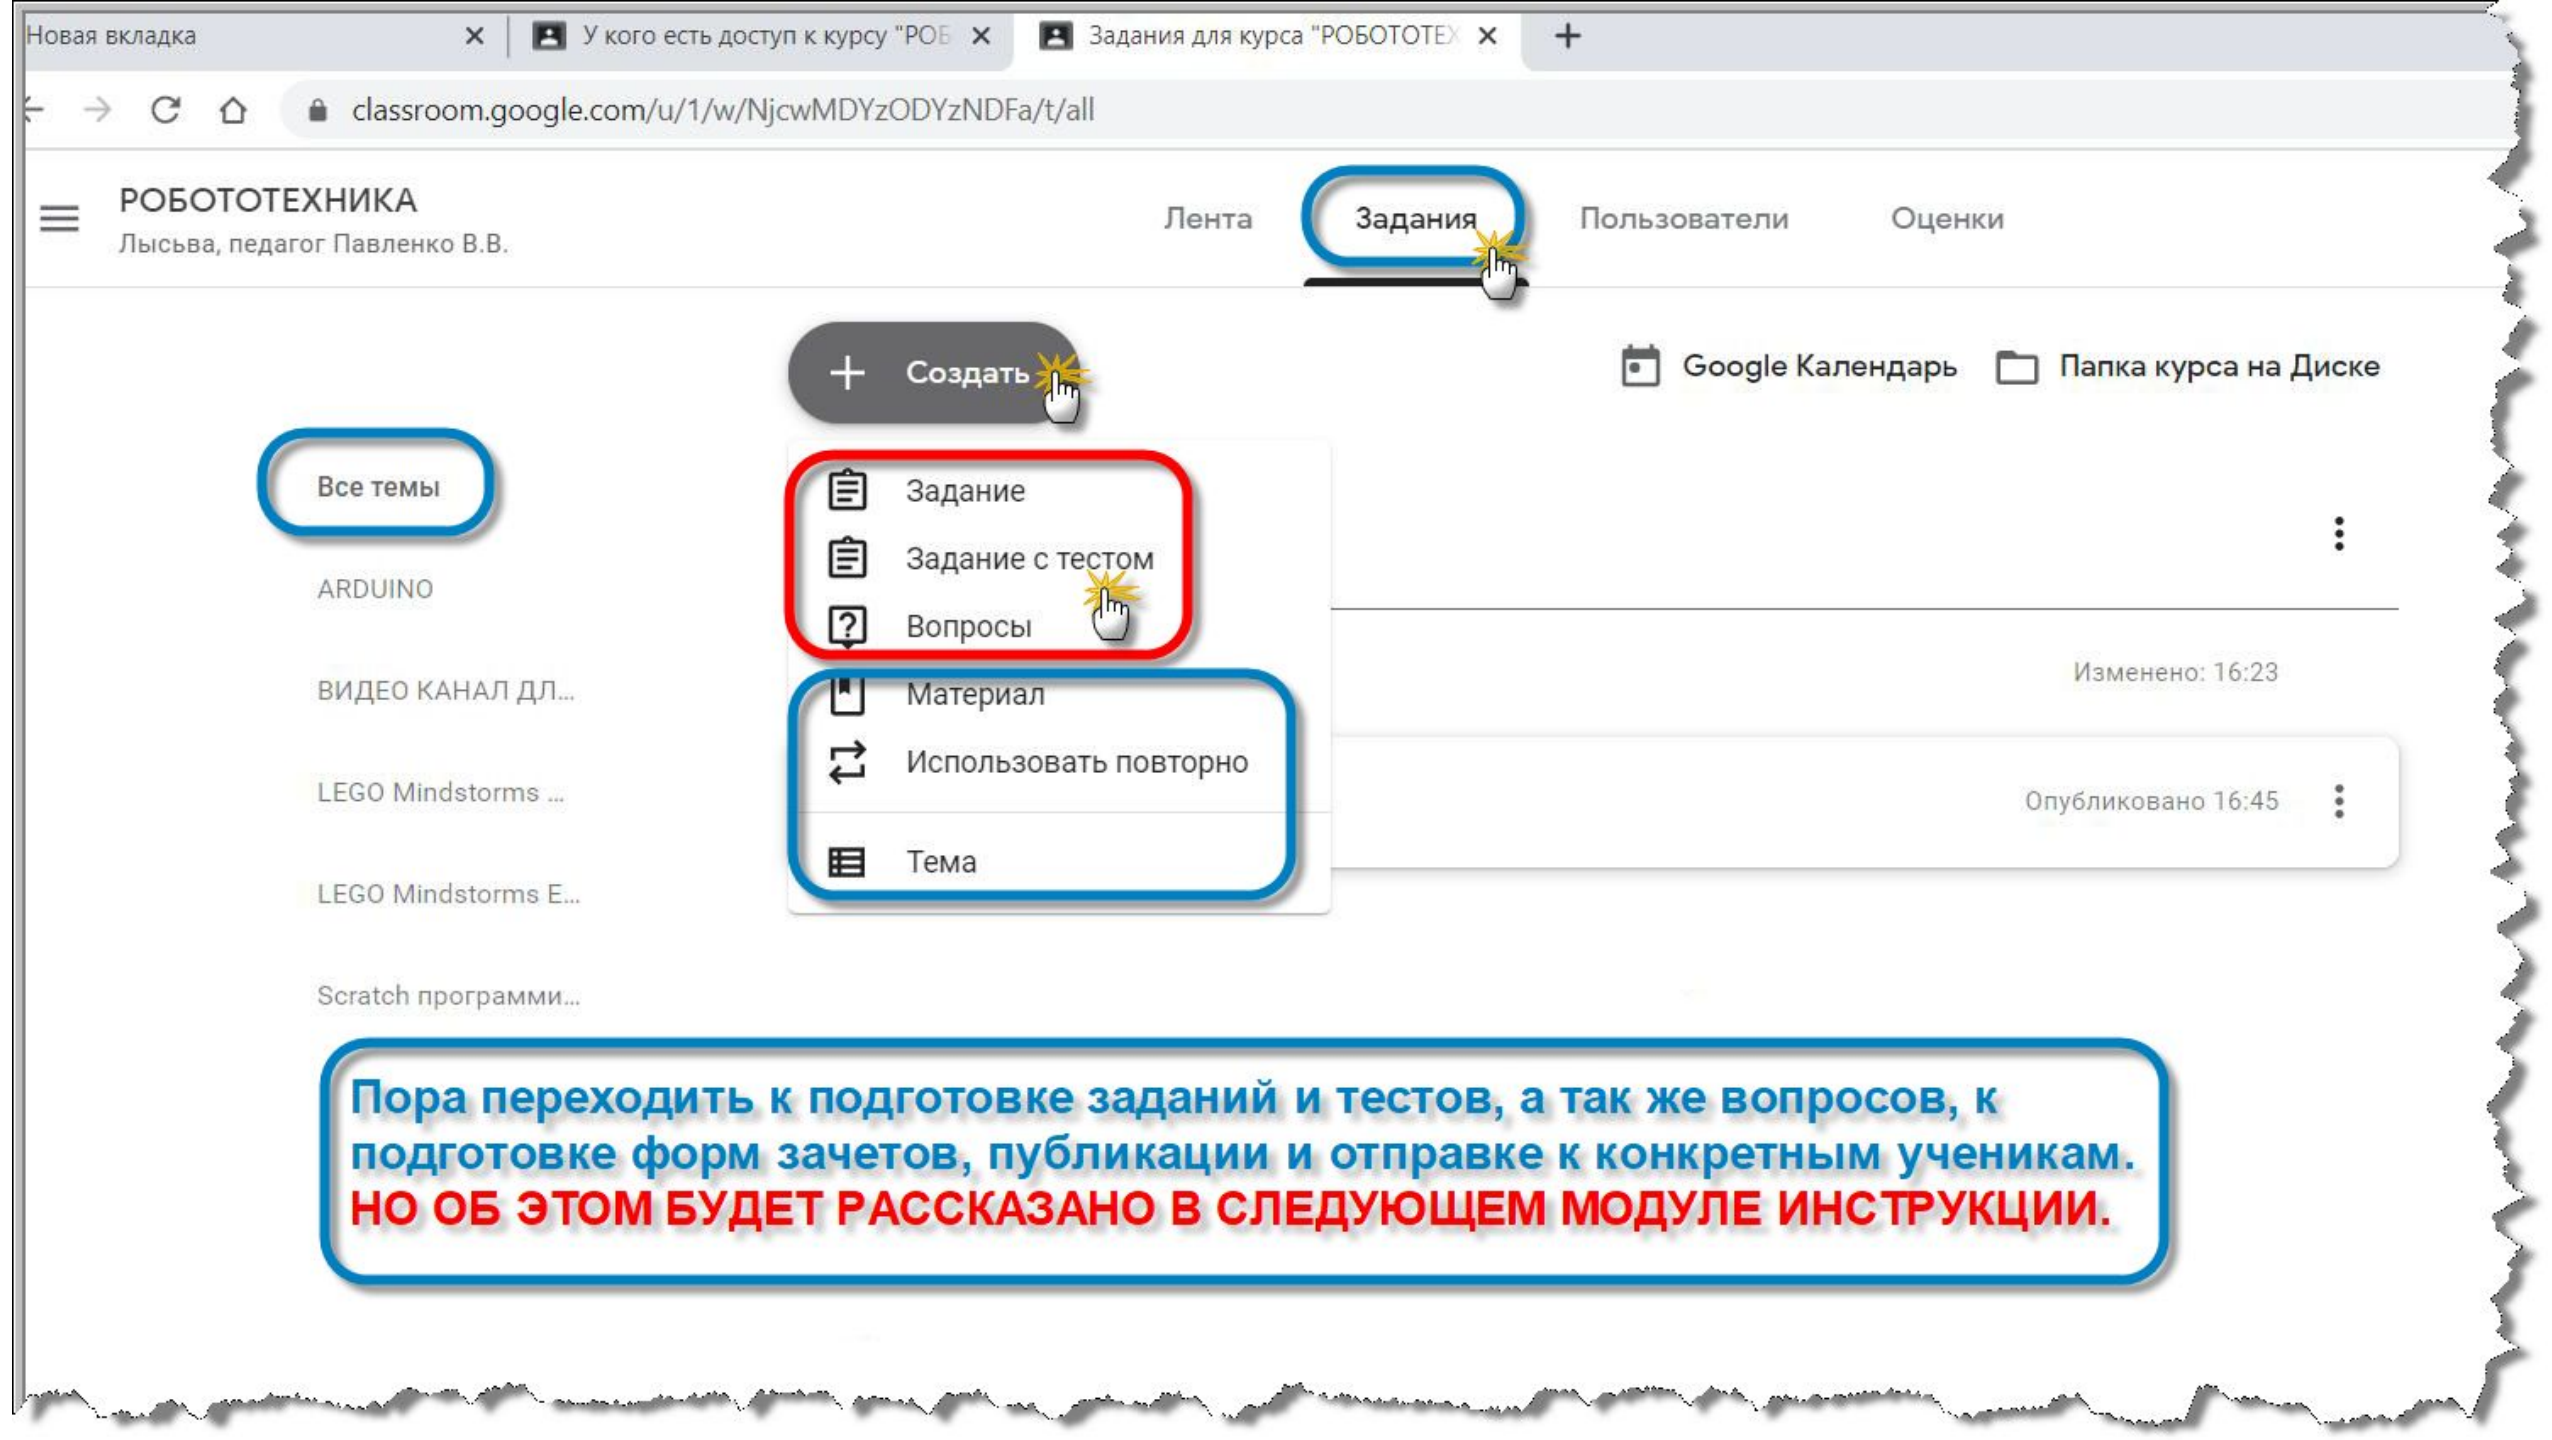 Новая вкладка
У кого есть доступ к курсу "РОБ
Задания для курса "РОБОТОТЕХ
classroom.google.com/u/1/w/NjcwMDYzODYzNDFa/t/all
РОБОТОТЕХНИКА
Лысьва, педагог Павленко В.В.
Лента
Задания
Пользователи
Оценки
Создать
Google Календарь
Папка курса на Диске
Все темы
ARDUINO
ВИДЕО КАНАЛ ДЛ...
LEGO Mindstorms ...
LEGO Mindstorms E...
Scratch программи...
Задание
Задание с тестом
Вопросы
Материал
Использовать повторно
Тема
Изменено: 16:23
Опубликовано 16:45
Пора переходить к подготовке заданий и тестов, а так же вопросов, к
подготовке форм зачетов, публикации и отправке к конкретным ученикам.
НО ОБ ЭТОМ БУДЕТ РАССКАЗАНО В СЛЕДУЮЩЕМ МОДУЛЕ ИНСТРУКЦИИ.